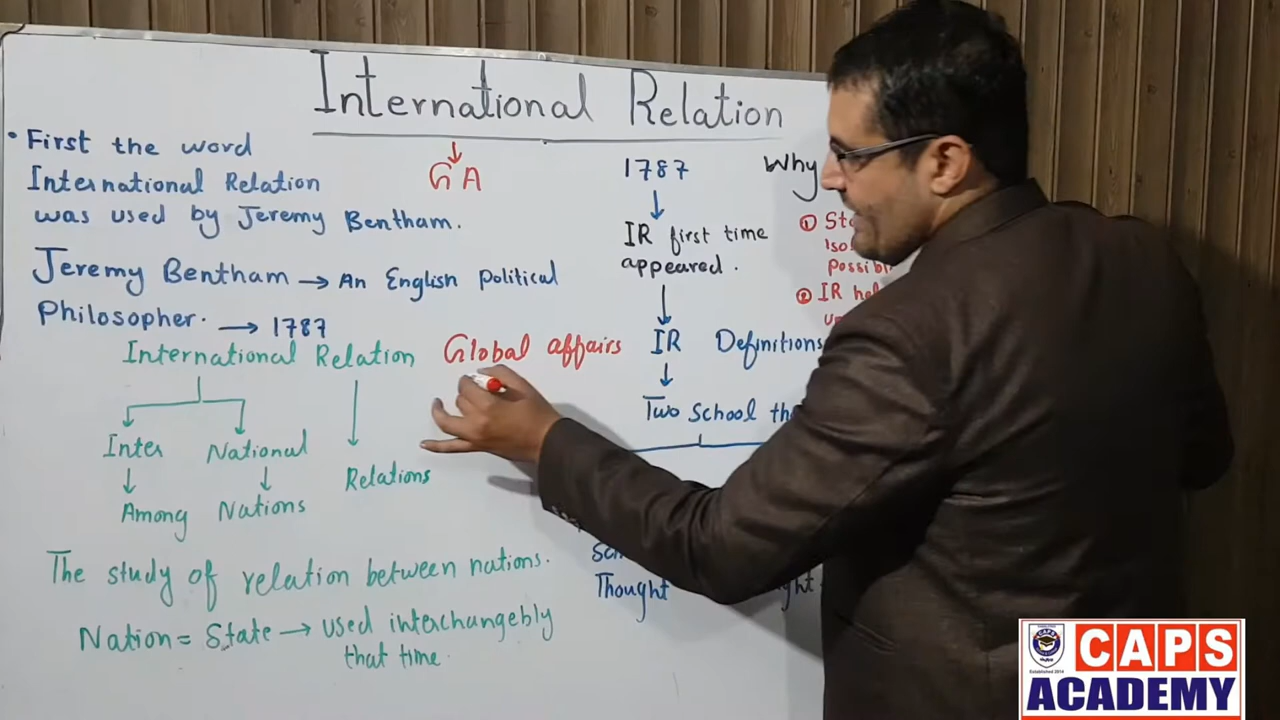 International Relation
• First the word
International Relation
was used by Jeremy Bentham.
Jeremy Bentham → An English Political
Philosopher. → 1787
International Relation
Inter National
Among Nations
Relations
The study of relation between nations.
Nation = State → used interchangebly
that time.
↓
GA
Global affairs
1787
↓
IR first time
appeared.
↓
IR Definitions
↓
Two School
Thought
Why
①
②  IR
CAPS
ACADEMY